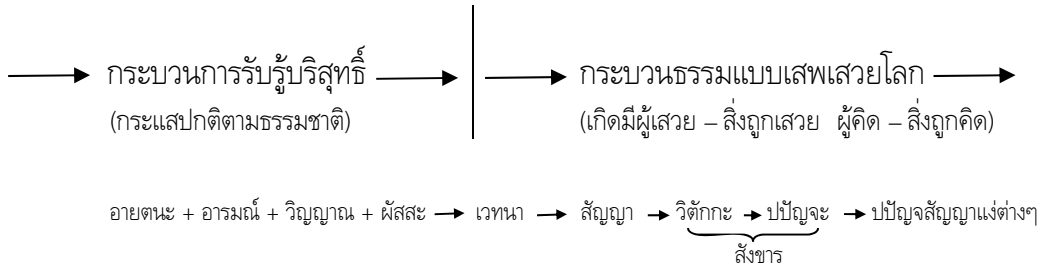 กระบวนการรับรู้บริสุทธิ์ กระบวนธรรมแบบเสพเสวยโลก
(กระแสปกติตามธรรมชาติ) (เกิดมีผู้เสวย – สิ่งถูกเสวย ผู้คิด – สิ่งถูกคิด)
อายตนะ + อารมณ์ + วิญญาณ + ผัสสะ → เวทนา → สัญญา → วิตักกะ → ปปัญจะ → ปปัญจสัญญาแง่ต่างๆ
สังขาร